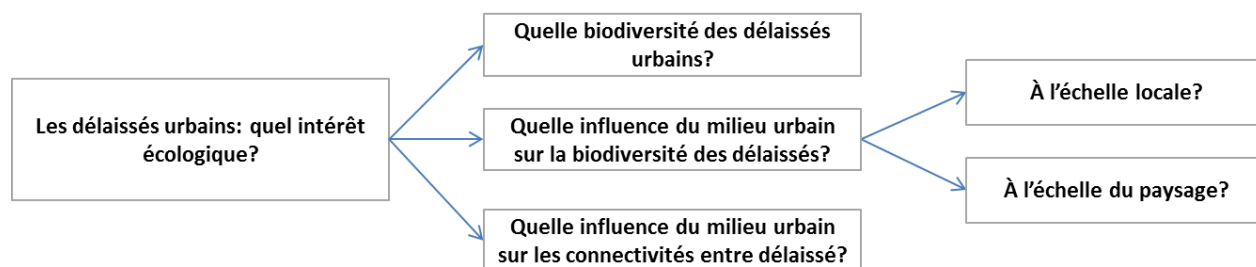 Les délaissés urbains: quel intérêt
écologique?
Quelle biodiversité des délaissés
urbains?
Quelle influence du milieu urbain
sur la biodiversité des délaissés?
Quelle influence du milieu urbain
sur les connectivités entre délaissé?
À l'échelle locale?
À l'échelle du paysage?